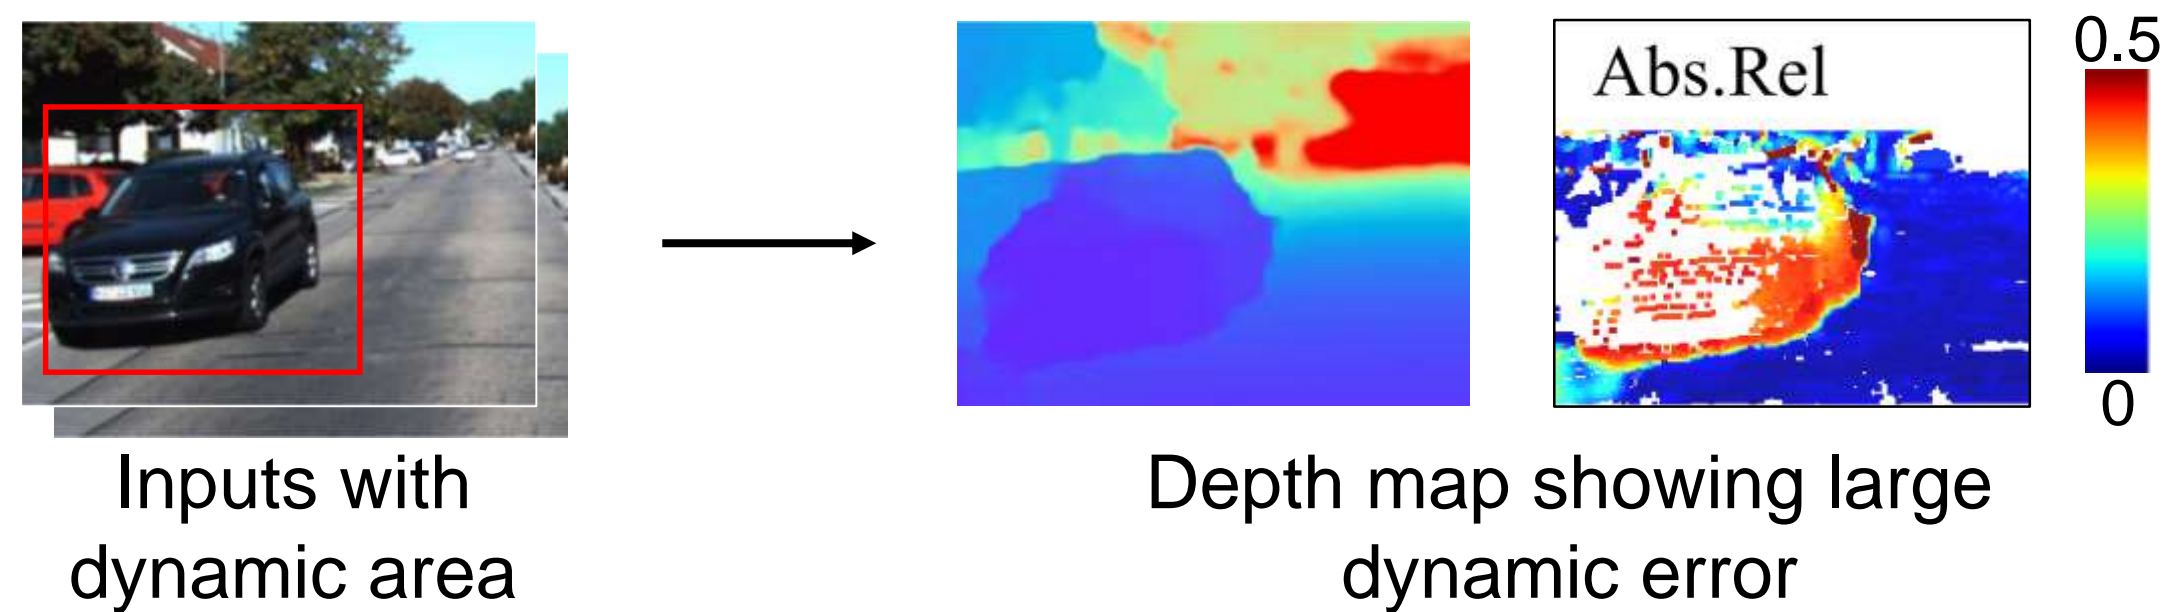 Abs.Rel
0.5
0
Inputs with
dynamic area
Depth map showing large
dynamic error